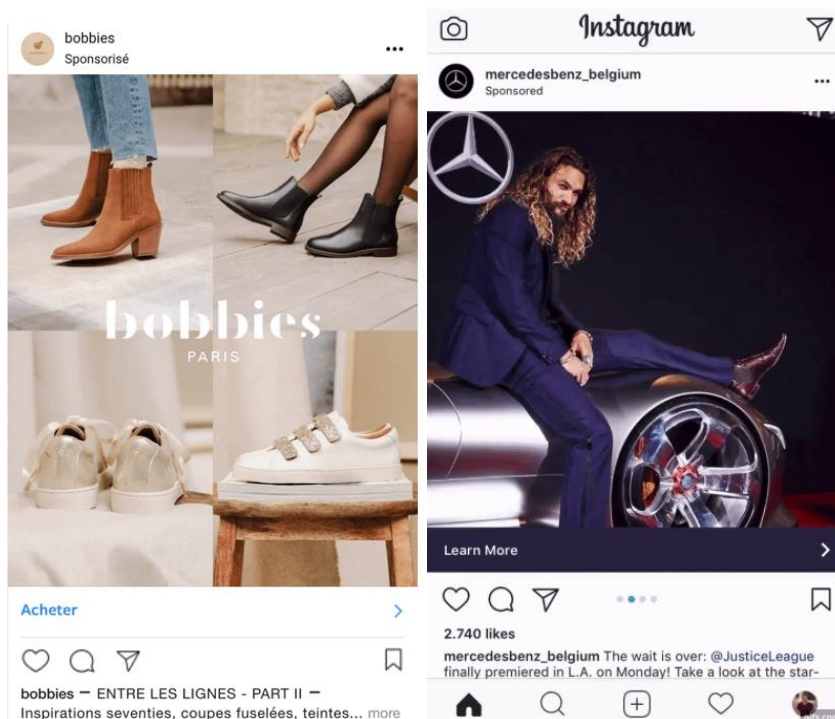 bobbies
Sponsorisé
bobbies
PARIS
Acheter
bobbies — ENTRE LES LIGNES - PART II —
Inspirations seventies, coupes fuselées, teintes... more
Instagram
mercedesbenz_belgium
Sponsored
Learn More
2.740 likes
mercedesbenz_belgium The wait is over: @JusticeLeague
finally premiered in L.A. on Monday! Take a look at the star-